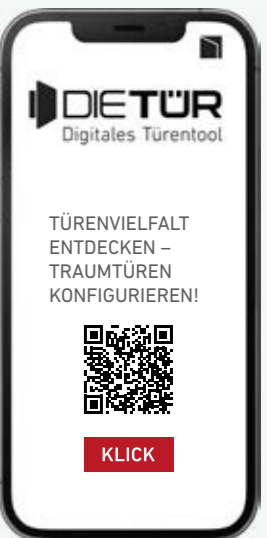 DIETÜR
Digitales Türentool
TÜRENVIELFALT
ENTDECKEN –
TRAUMTÜREN
KONFIGURIEREN!
KLICK